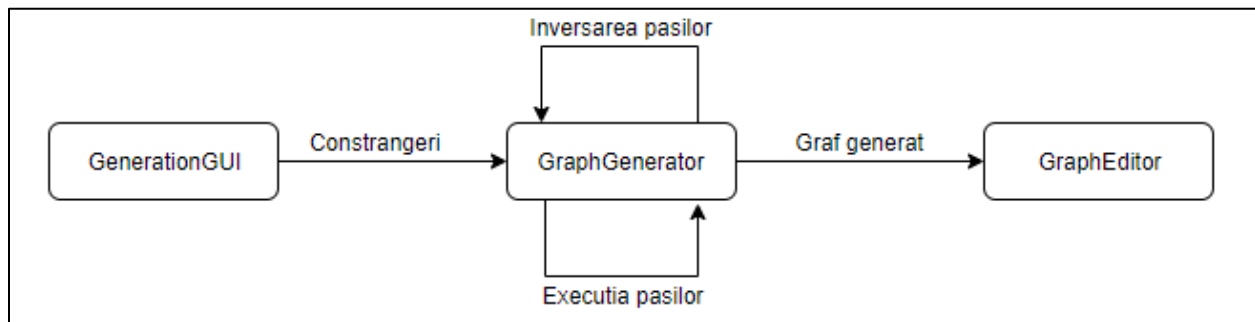 Inversarea pasilor
GenerationGUI
Constrangeri
GraphGenerator
Graf generat
GraphEditor
Executia pasilor